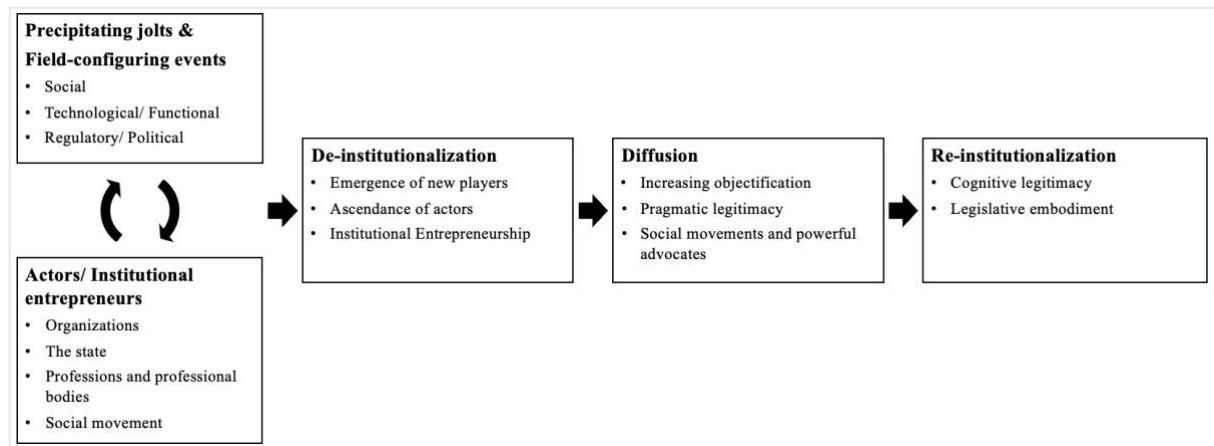 Precipitating jolts &
Field-configuring events
• Social
• Technological/ Functional
• Regulatory/ Political
Actors/ Institutional
entrepreneurs
• Organizations
• The state
• Professions and professional
bodies
• Social movement
De-institutionalization
• Emergence of new players
• Ascendance of actors
• Institutional Entrepreneurship
Diffusion
• Increasing objectification
• Pragmatic legitimacy
• Social movements and powerful
advocates
Re-institutionalization
• Cognitive legitimacy
• Legislative embodiment